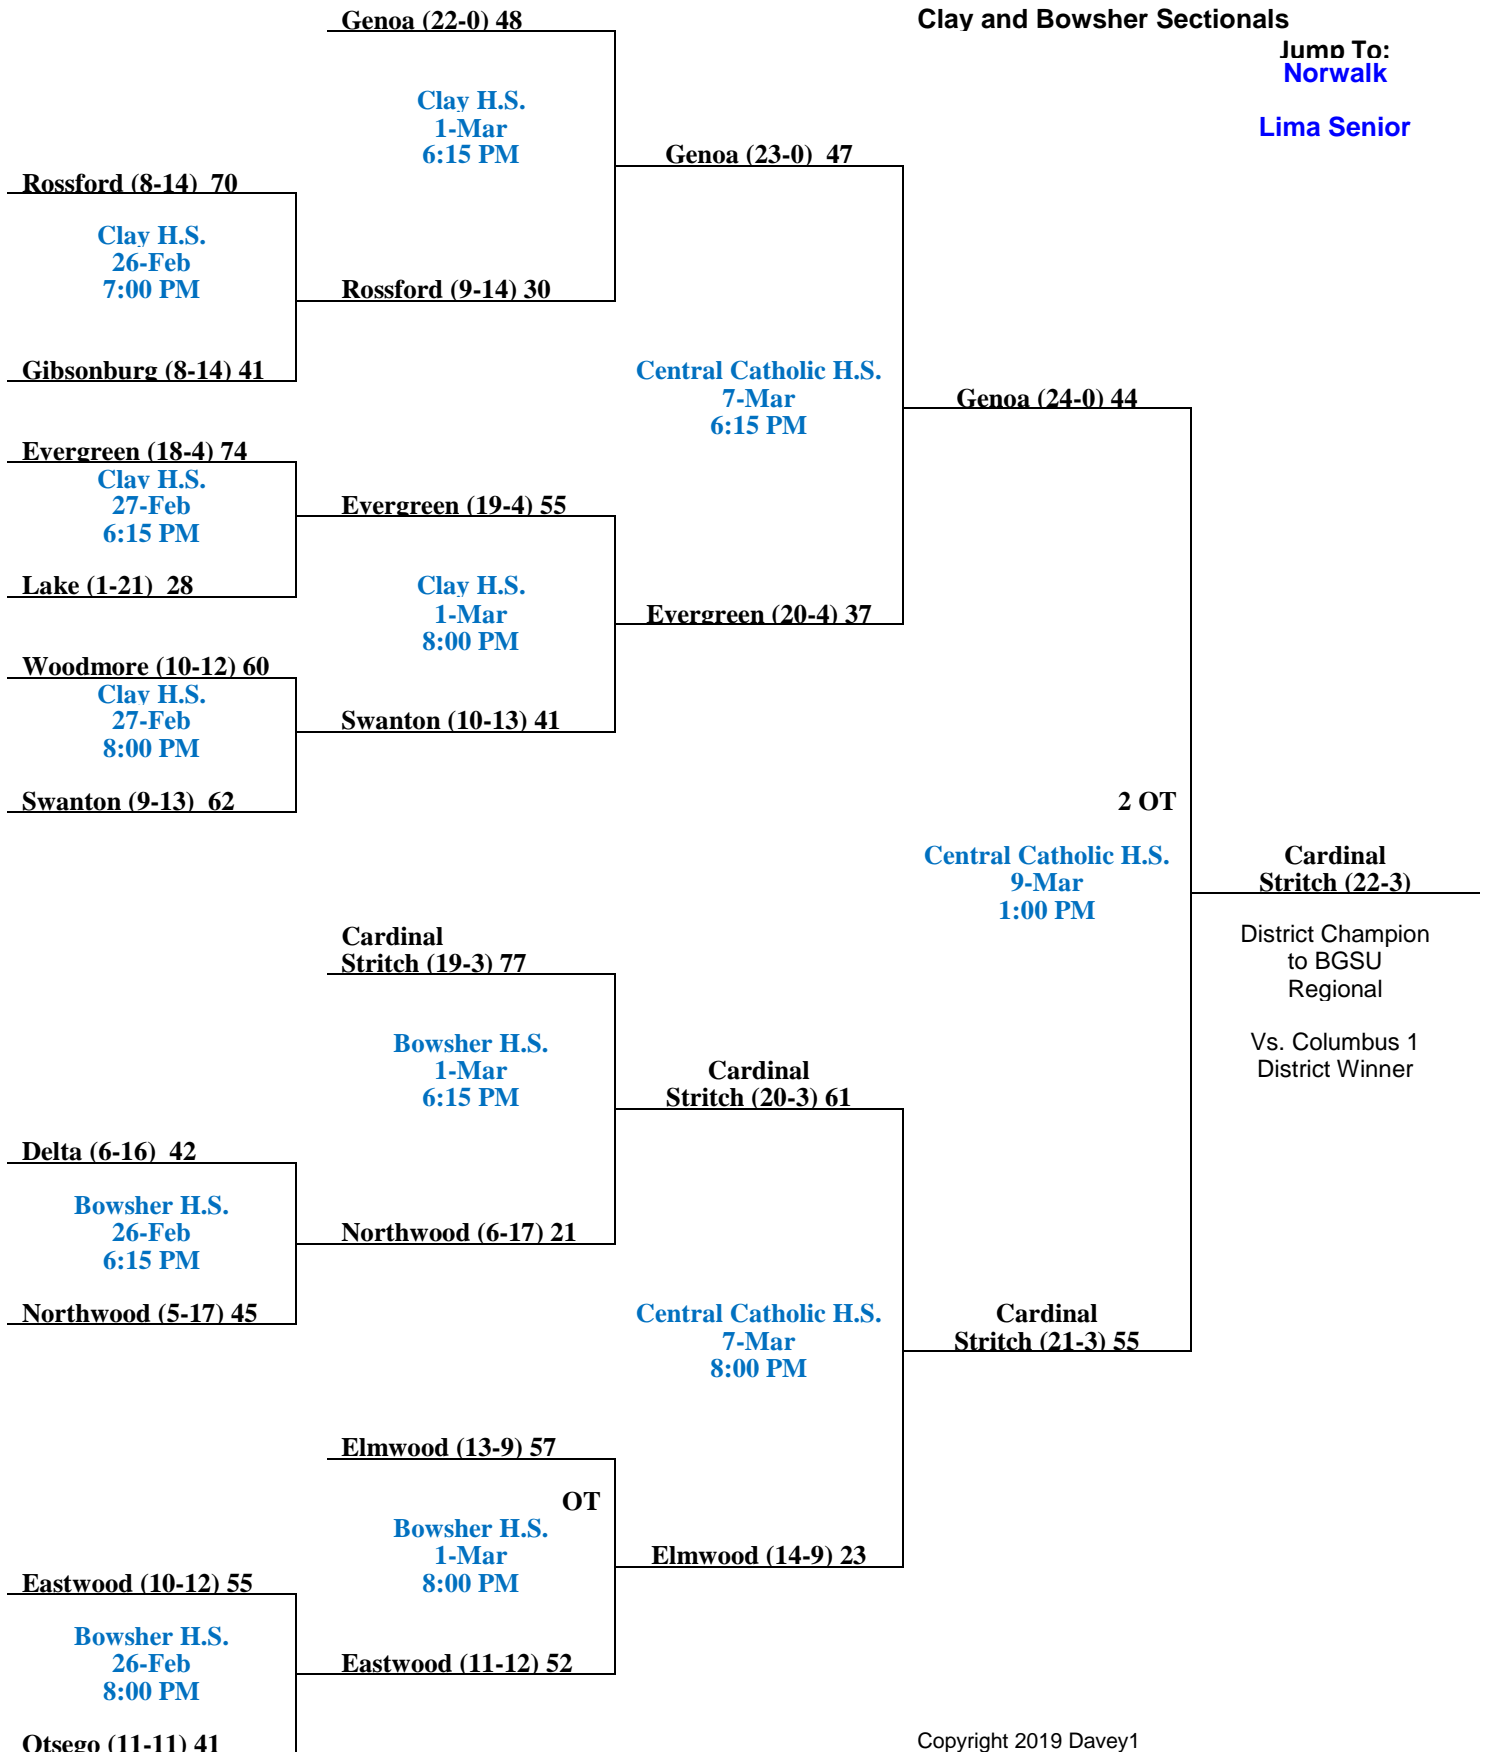 Genoa (22-0) 48
Clay and Bowsher Sectionals
Jump To:
Norwalk
Lima Senior
Clay H.S.
1-Mar
6:15 PM
Genoa (23-0)  47
Rossford (8-14)  70
Clay H.S.
26-Feb
7:00 PM
Rossford (9-14) 30
Gibsonburg (8-14) 41
Central Catholic H.S.
7-Mar
6:15 PM
Genoa (24-0) 44
Evergreen (18-4) 74
Clay H.S.
27-Feb
6:15 PM
Evergreen (19-4) 55
Lake (1-21)  28
Clay H.S.
1-Mar
8:00 PM
Evergreen (20-4) 37
Woodmore (10-12) 60
Clay H.S.
27-Feb
8:00 PM
Swanton (10-13) 41
Swanton (9-13)  62
2 OT
Central Catholic H.S.
9-Mar
1:00 PM
Cardinal
Stritch (22-3)
District Champion
to BGSU
Regional
Vs. Columbus 1
District Winner
Cardinal
Stritch (19-3) 77
Bowsher H.S.
1-Mar
6:15 PM
Cardinal
Stritch (20-3) 61
Delta (6-16)  42
Bowsher H.S.
26-Feb
6:15 PM
Northwood (6-17) 21
Northwood (5-17) 45
Central Catholic H.S.
7-Mar
8:00 PM
Cardinal
Stritch (21-3) 55
Elmwood (13-9) 57
OT
Bowsher H.S.
1-Mar
8:00 PM
Elmwood (14-9) 23
Eastwood (10-12) 55
Bowsher H.S.
26-Feb
8:00 PM
Eastwood (11-12) 52
Otsego (11-11) 41
Copyright 2019 Davey1